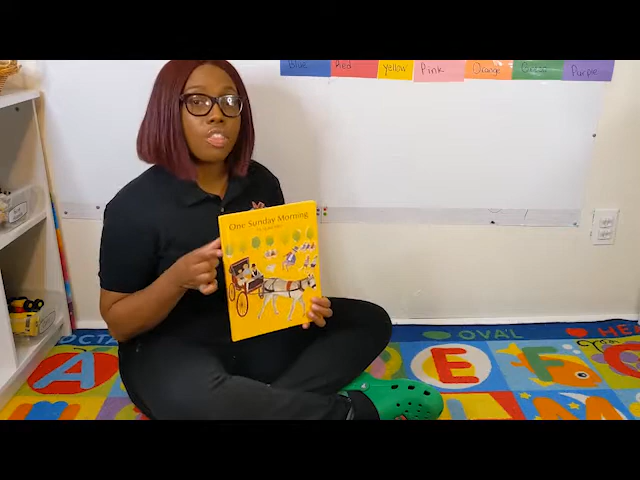 Blue Red Yellow Pink Orange Green Purple
One Sunday Morning
OVAL
A E F